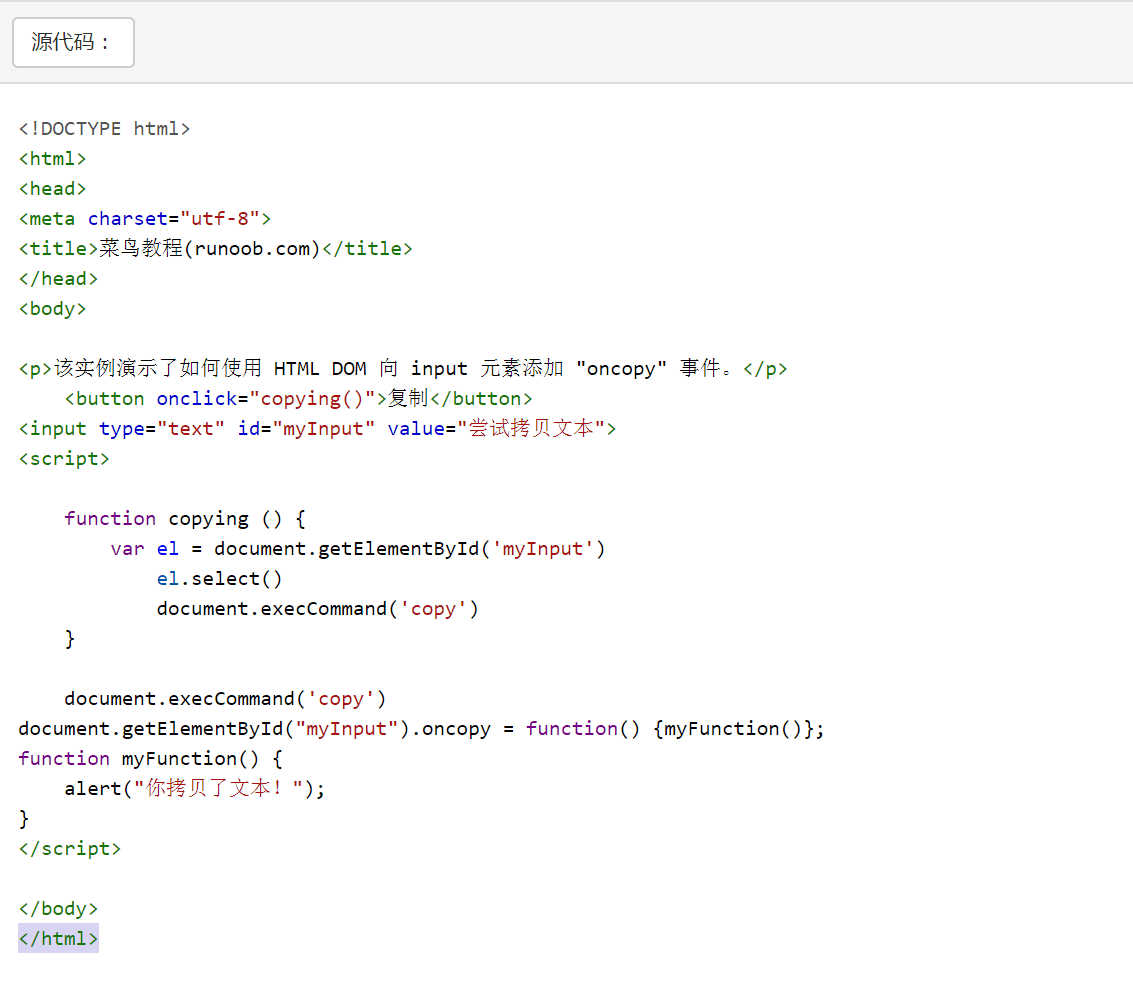 源代码：
<!DOCTYPE html>
<html>
<head>
<meta charset="utf-8">
<title>菜鸟教程(runoob.com)</title>
</head>
<body>
<p>该实例演示了如何使用 HTML DOM 向 input 元素添加 "oncopy" 事件。</p>
    <button onclick="copying()">复制</button>
<input type="text" id="myInput" value="尝试拷贝文本">
<script>
    function copying () {
        var el = document.getElementById('myInput')
            el.select()
            document.execCommand('copy')
    }
    document.execCommand('copy')
document.getElementById("myInput").oncopy = function() {myFunction()};
function myFunction() {
    alert("你拷贝了文本！");
}
</script>
</body>
</html>